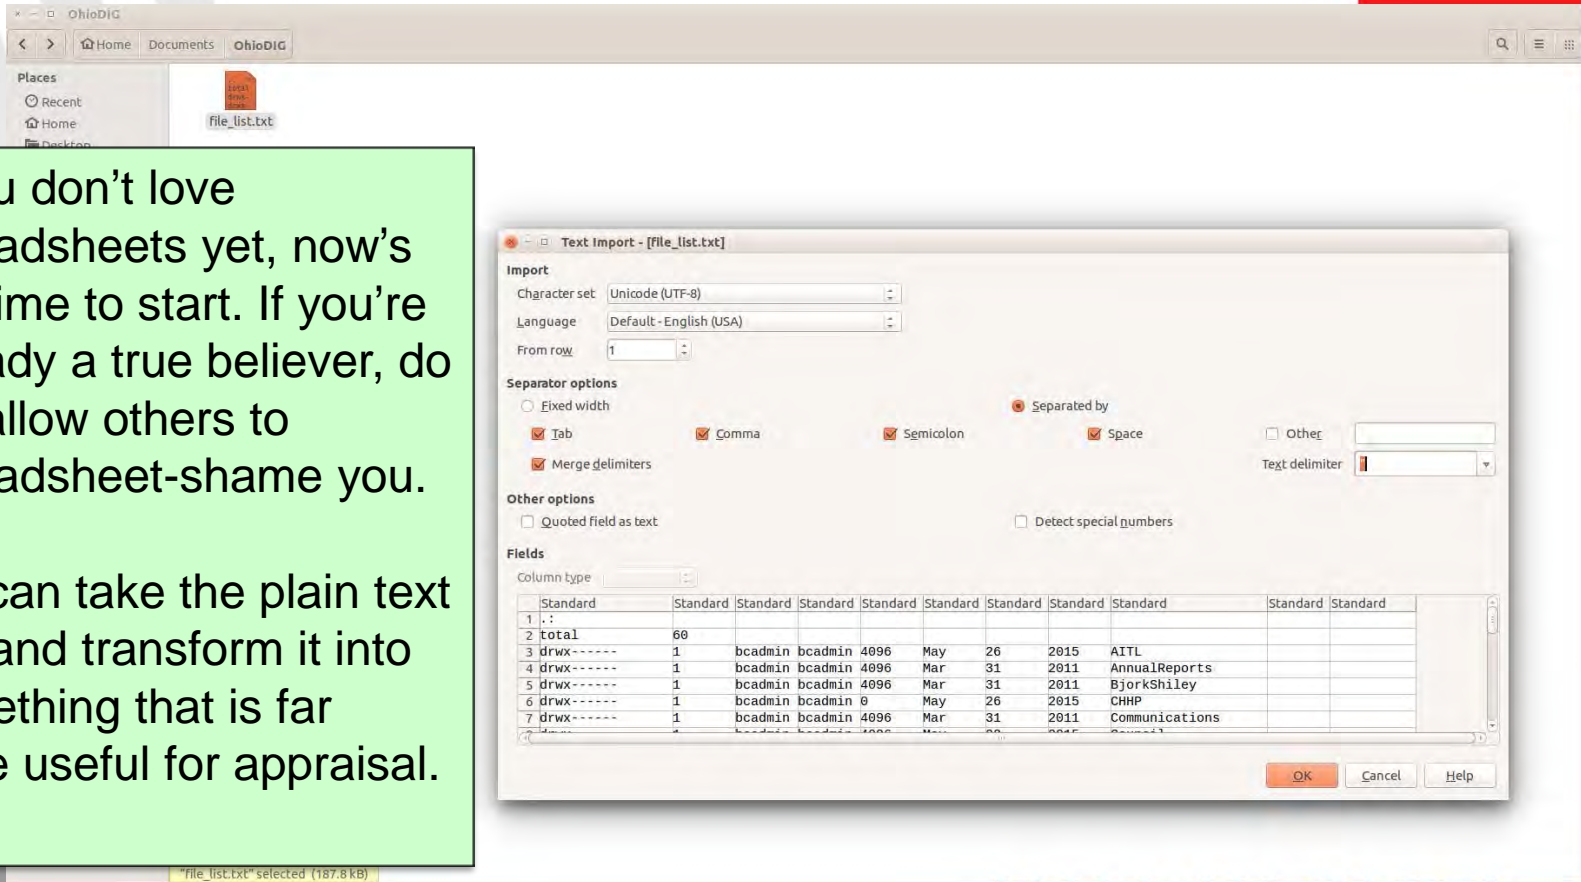 OhioDIG
Home Documents OhioDIG
Places
Recent
Home
Desktop
file_list.txt
u don't love
adsheets yet, now's
ime to start. If you're
ady a true believer, do
allow others to
eadsheet-shame you.
can take the plain text
and transform it into
ething that is far
e useful for appraisal.
"file_list.txt" selected (187.8 kB)
Text Import - [file_list.txt]
Import
Character set Unicode (UTF-8)
Language Default - English (USA)
From row 1
Separator options
Fixed width Separated by
Tab Comma Semicolon Space Other
Merge delimiters Text delimiter
Other options
Quoted field as text Detect special numbers
Fields
Column type
Standard Standard Standard Standard Standard Standard Standard Standard Standard Standard Standard
1 .:
2 total 60
3 drwx------ 1 bcadmin bcadmin 4096 May 26 2015 AITL
4 drwx------ 1 bcadmin bcadmin 4096 Mar 31 2011 AnnualReports
5 drwx------ 1 bcadmin bcadmin 4096 Mar 31 2011 BjorkShiley
6 drwx------ 1 bcadmin bcadmin 0 May 26 2015 CHHP
7 drwx------ 1 bcadmin bcadmin 4096 Mar 31 2011 Communications
OK Cancel Help